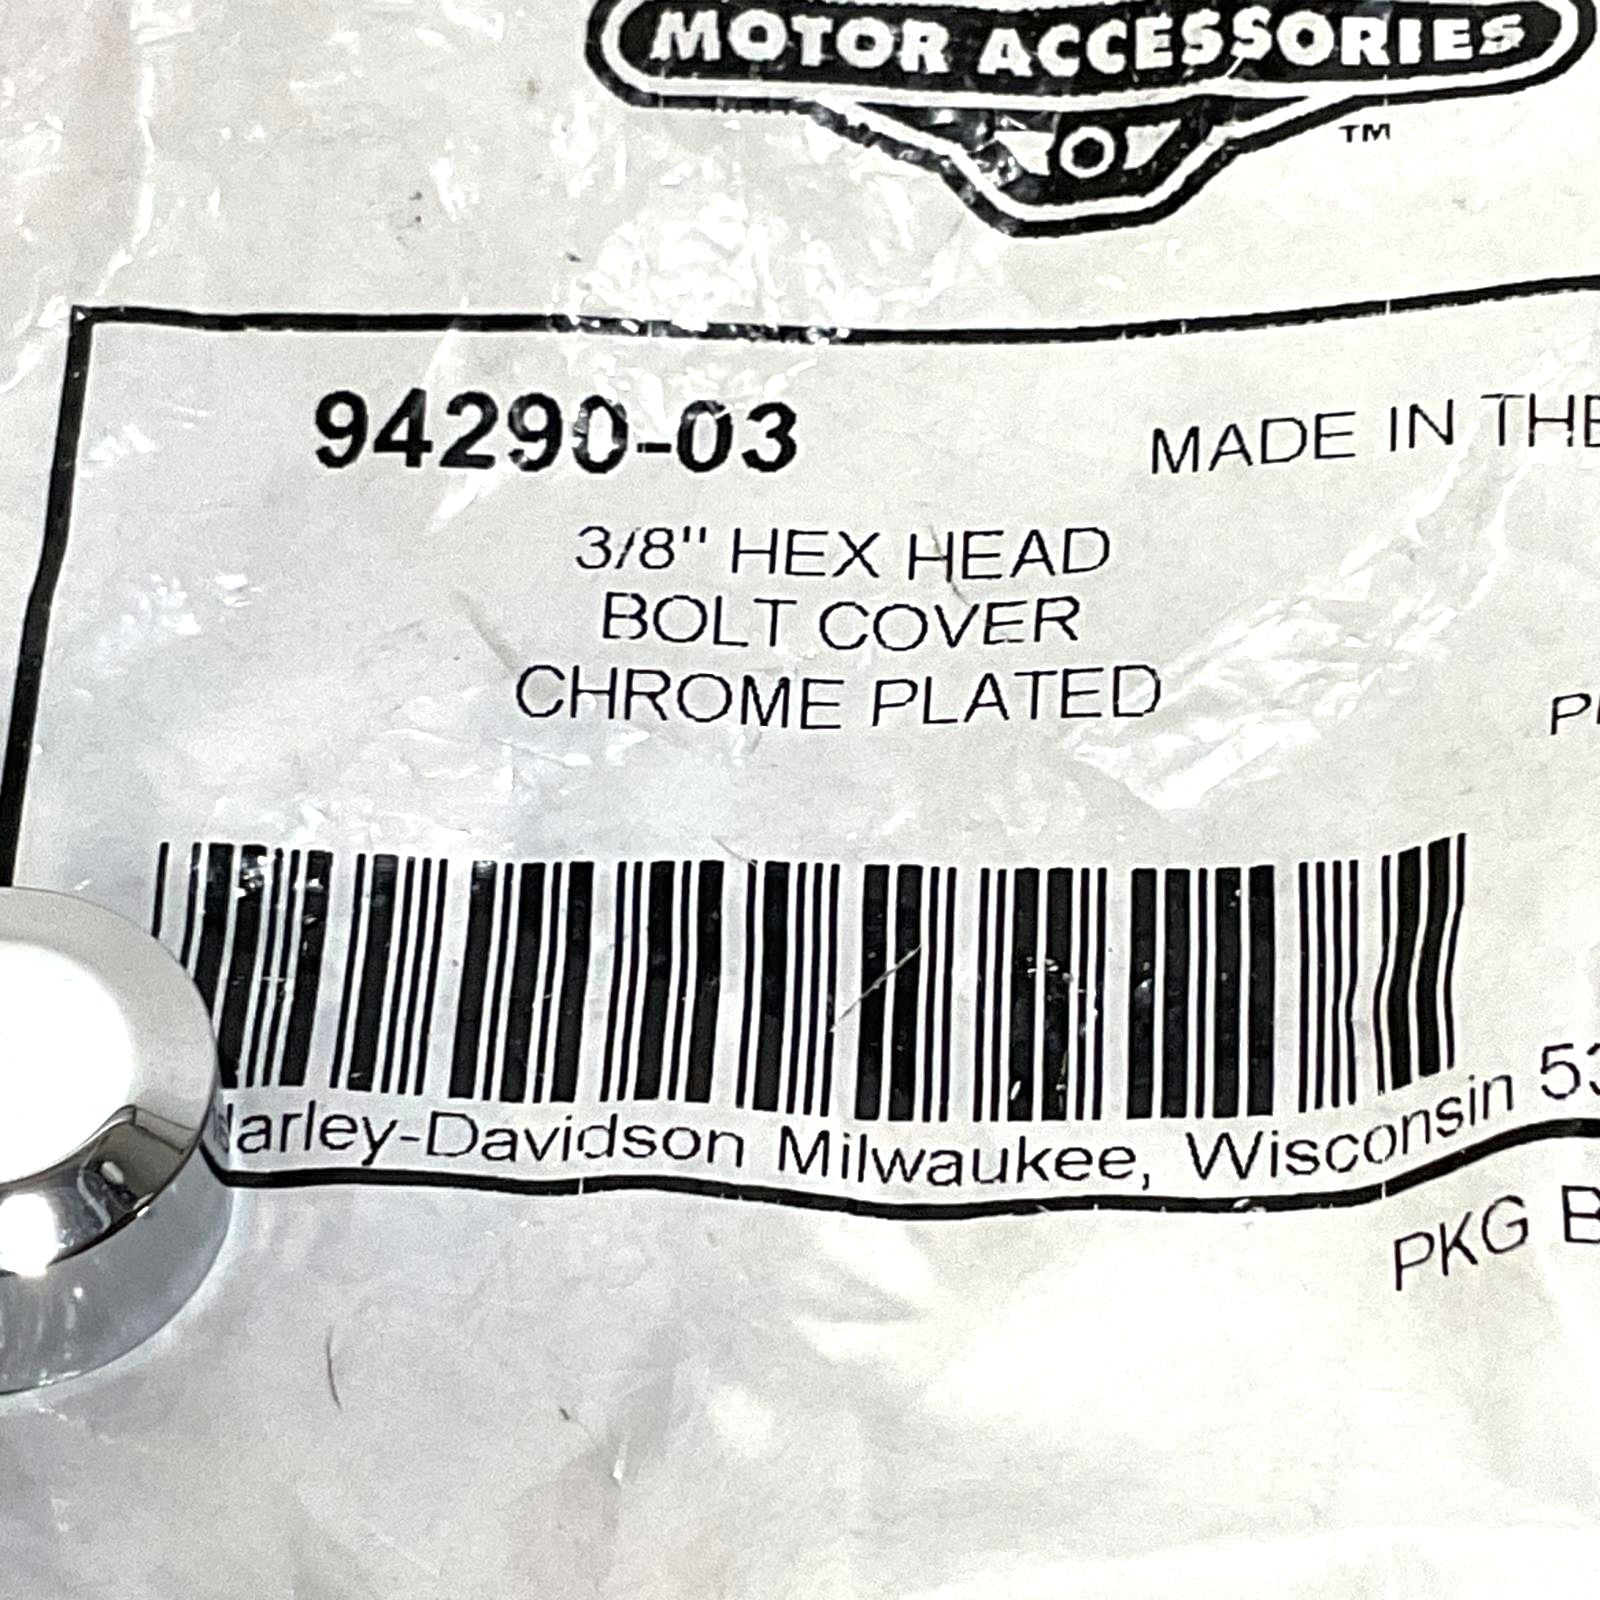 MOTOR ACCESSORIES
TM
94290-03
MADE IN THE
3/8" HEX HEAD
BOLT COVER
CHROME PLATED
Harley-Davidson Milwaukee, Wisconsin 53
PKG B